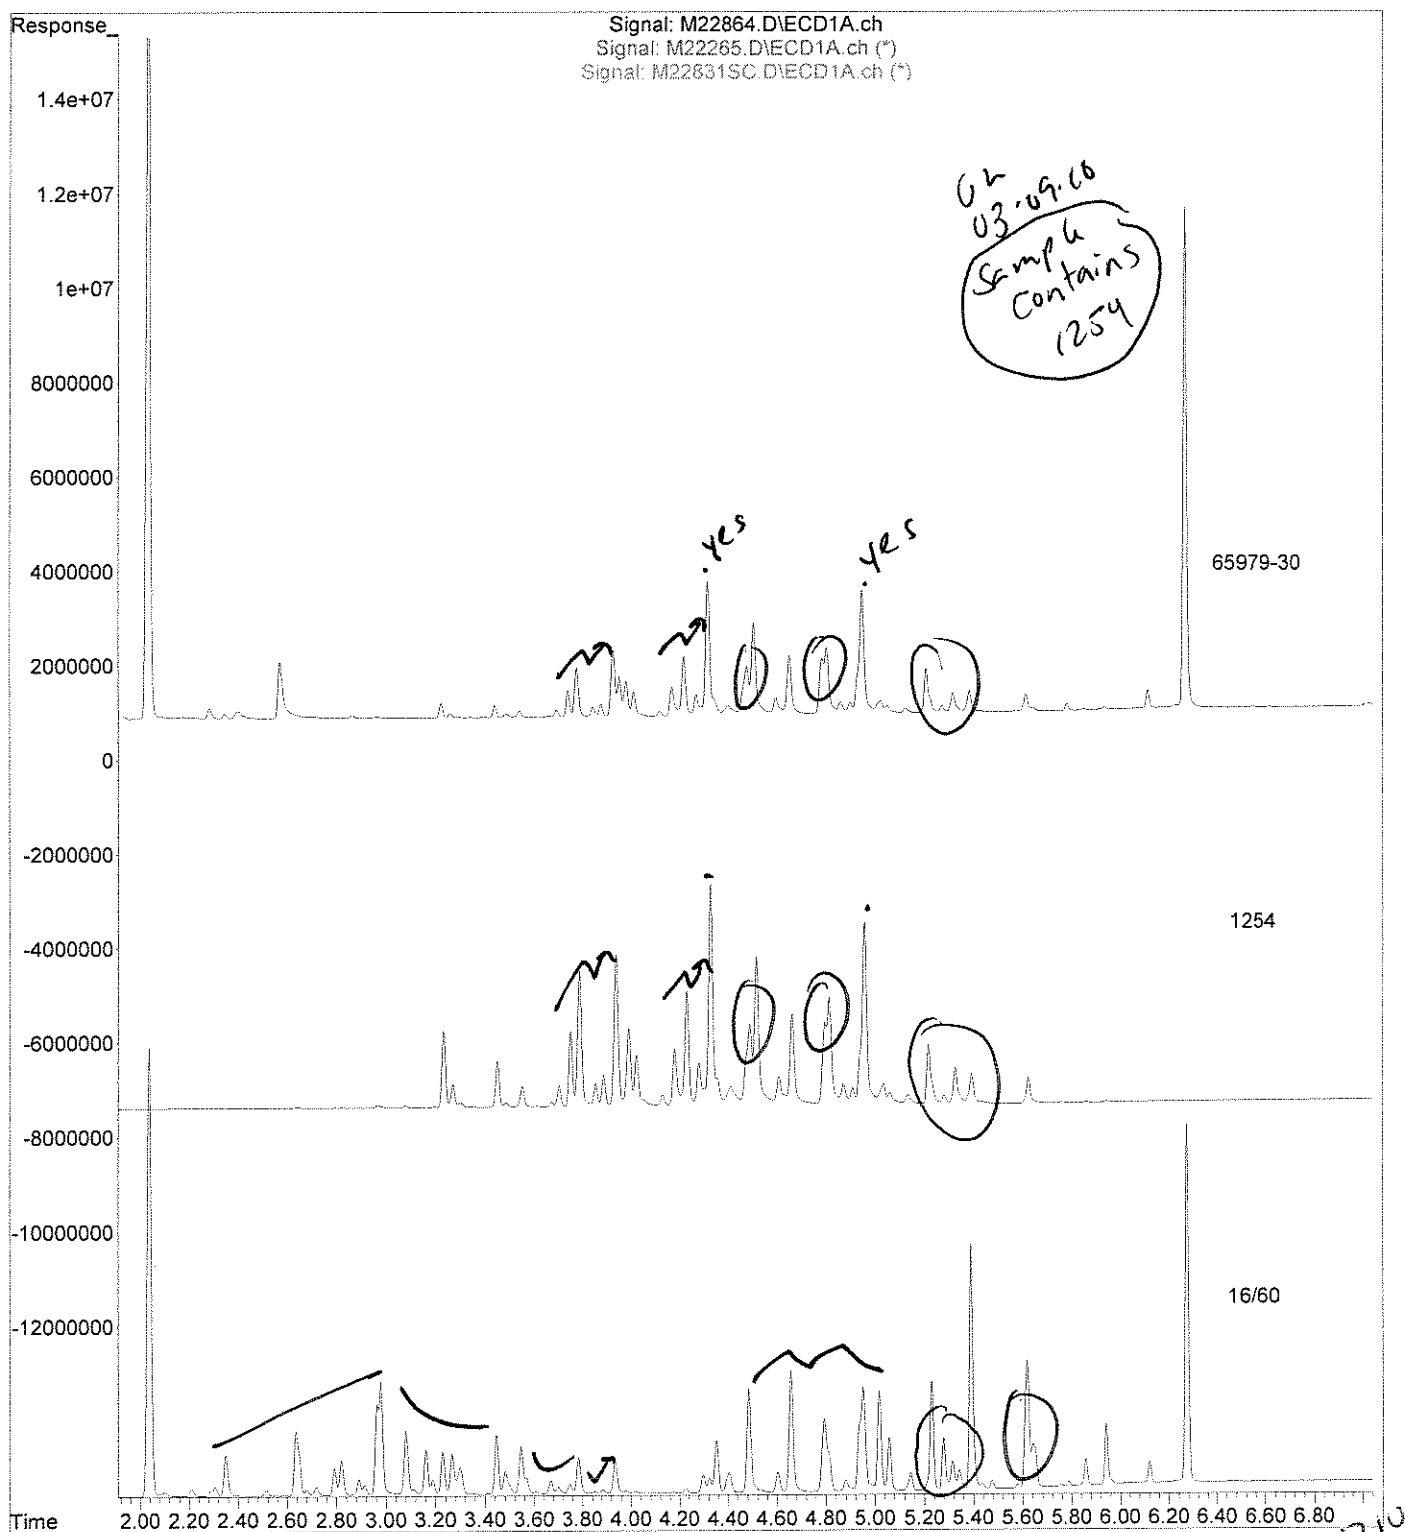 Response_
Signal: M22864.D\ECD1A.ch
Signal: M22265.D\ECD1A.ch (*)
Signal: M22831SC.D\ECD1A.ch (*)
1.4e+07
1.2e+07
1e+07
8000000
6000000
4000000
2000000
0
-2000000
-4000000
-6000000
-8000000
-10000000
-12000000
03.09.10
Sample
contains
1254
yes
yes
65979-30
1254
16/60
Time 2.00 2.20 2.40 2.60 2.80 3.00 3.20 3.40 3.60 3.80 4.00 4.20 4.40 4.60 4.80 5.00 5.20 5.40 5.60 5.80 6.00 6.20 6.40 6.60 6.80